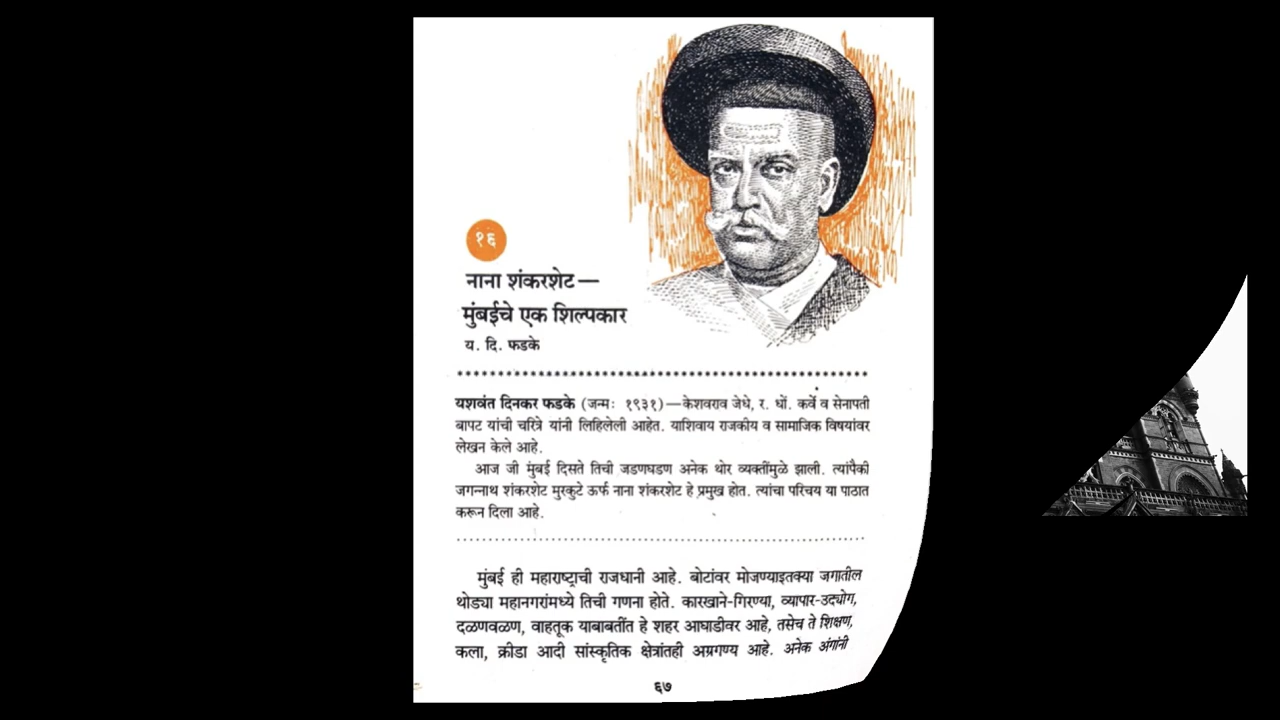 १६
नाना शंकरशेट—
मुंबईचे एक शिल्पकार
य. दि. फडके
यशवंत दिनकर फडके (जन्मः १९३१)—केशवराव जेधे, र. धों. कर्वे व सेनापती
बापट यांची चरित्रे यांनी लिहिलेली आहेत. याशिवाय राजकीय व सामाजिक विषयांवर
लेखन केले आहे.
आज जी मुंबई दिसते तिची जडणघडण अनेक थोर व्यक्तींमुळे झाली. त्यांपैकी
जगन्नाथ शंकरशेट मुरकुटे ऊर्फ नाना शंकरशेट हे प्रमुख होत. त्यांचा परिचय या पाठात
करून दिला आहे.
मुंबई ही महाराष्ट्राची राजधानी आहे. बोटांवर मोजण्याइतक्या जगातील
थोड्या महानगरांमध्ये तिची गणना होते. कारखाने-गिरण्या, व्यापार-उद्योग,
दळणवळण, वाहतूक याबाबतींत हे शहर आघाडीवर आहे, तसेच ते शिक्षण,
कला, क्रीडा आदी सांस्कृतिक क्षेत्रांतही अग्रगण्य आहे. अनेक अंगांनी
६७